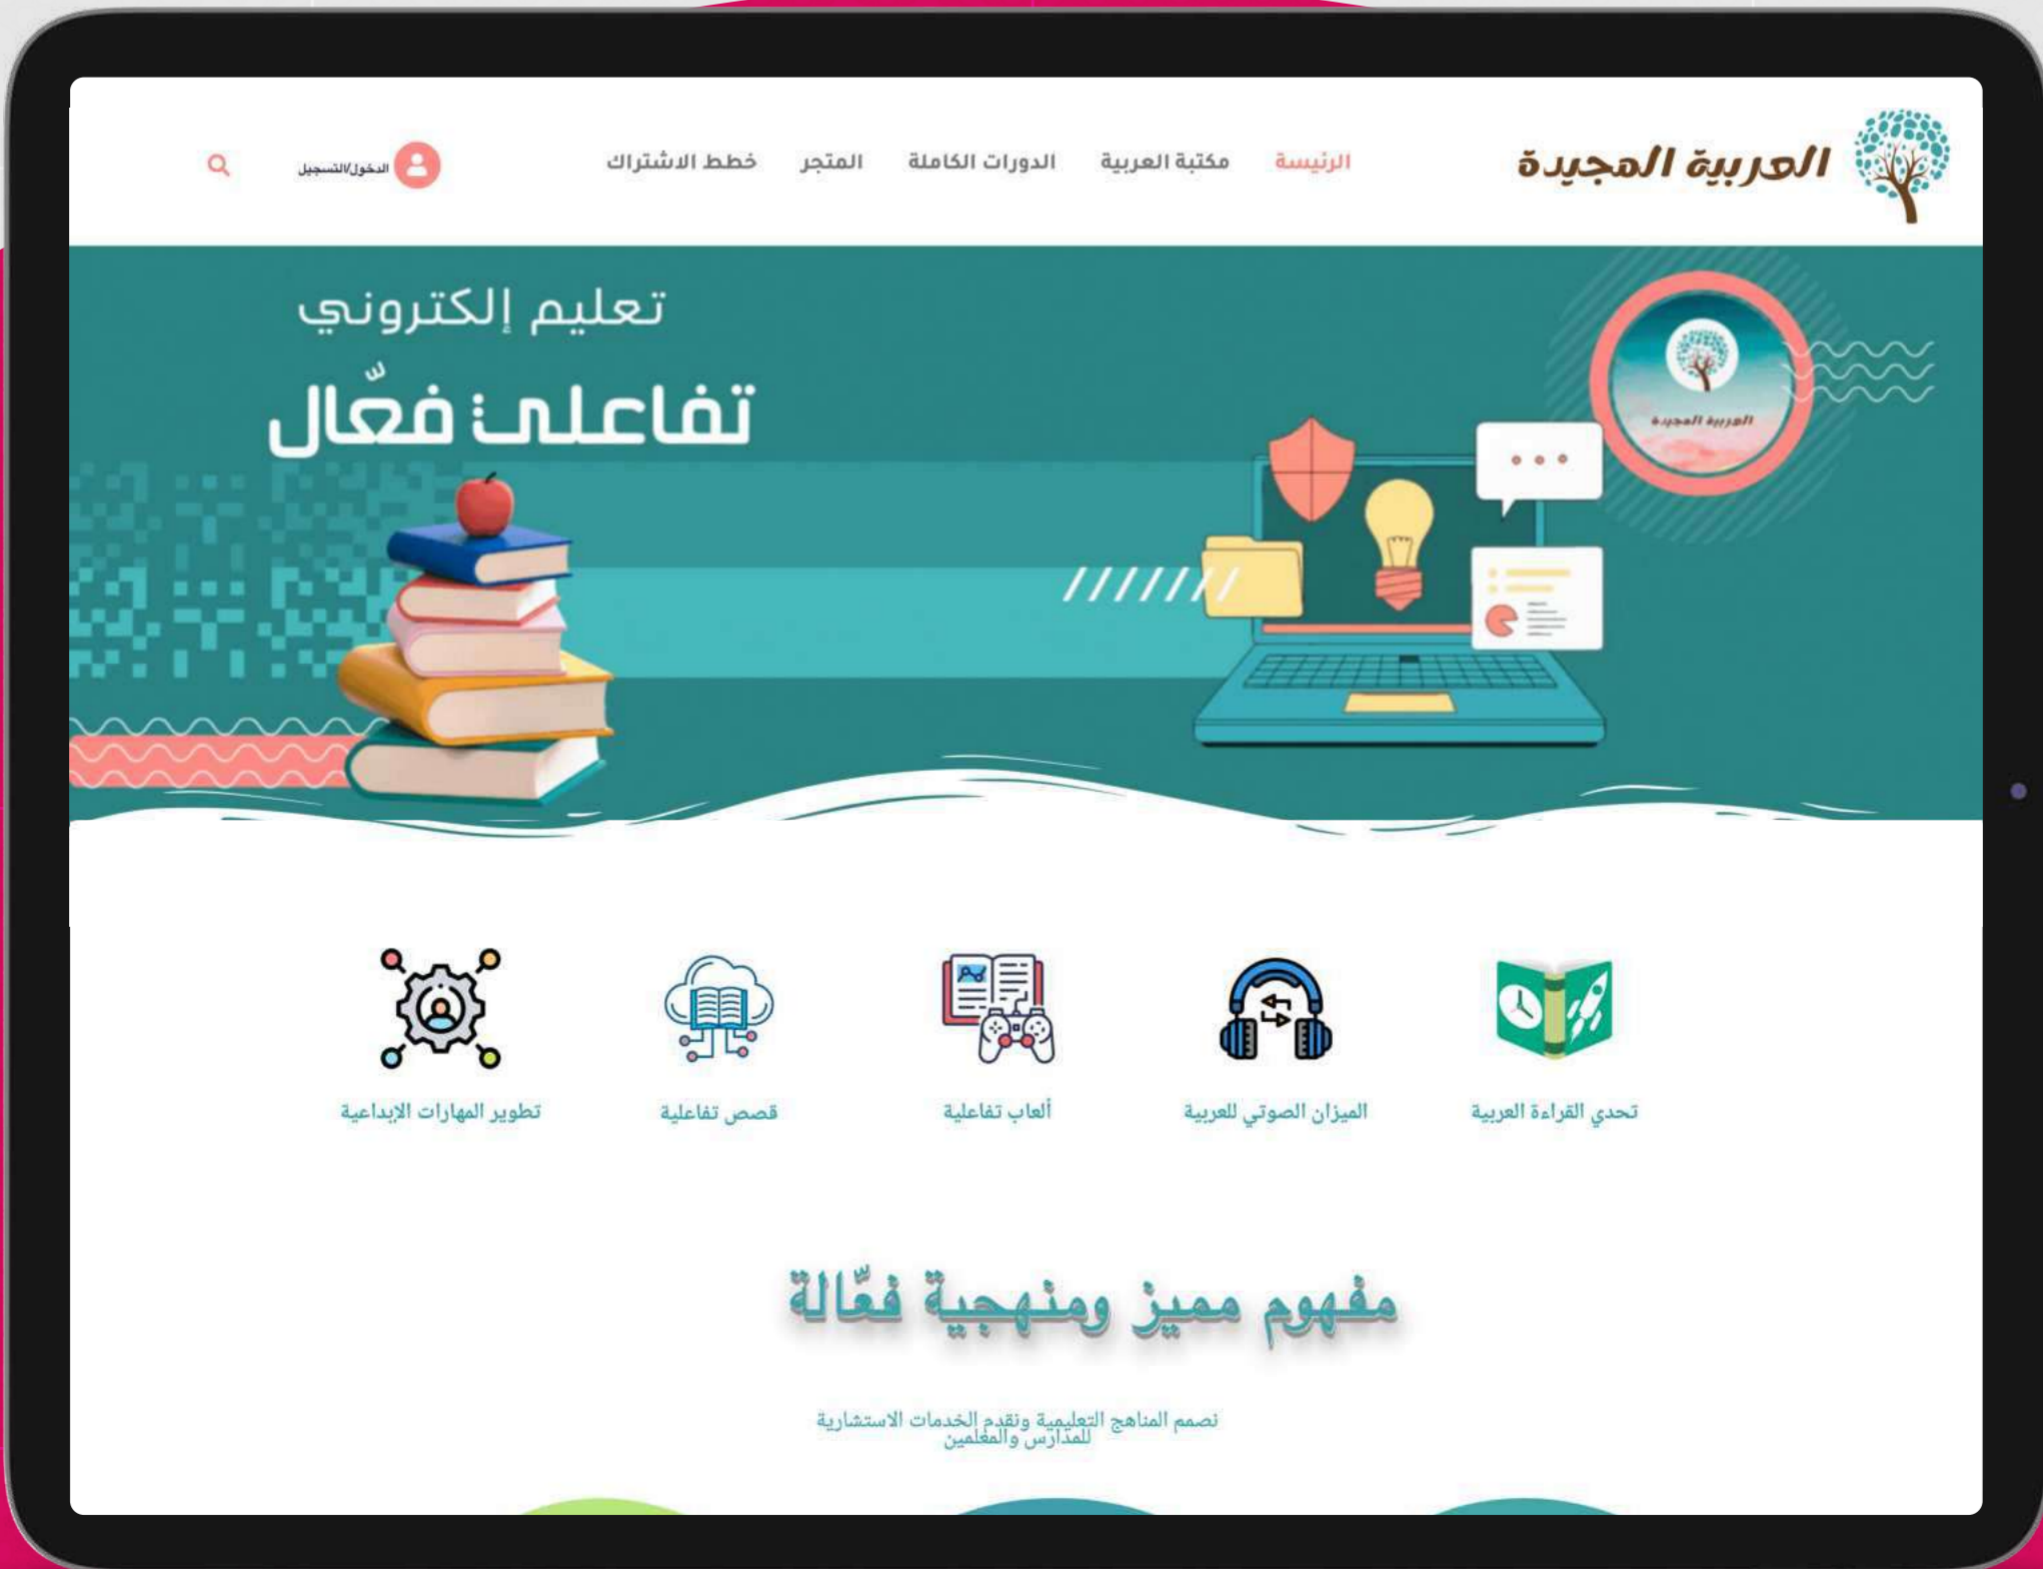 العربية المجيدة
الرئيسة
مكتبة العربية
الدورات الكاملة
المتجر
خطط الاشتراك
الدخول/التسجيل
تعليم إلكتروني
تفاعلي فعّال
العربية المجيدة
تحدي القراءة العربية
الميزان الصوتي للعربية
ألعاب تفاعلية
قصص تفاعلية
تطوير المهارات الإبداعية
مفهوم مميز ومنهجية فعّالة
نصمم المناهج التعليمية ونقدم الخدمات الاستشارية
للمدارس والمعلمين